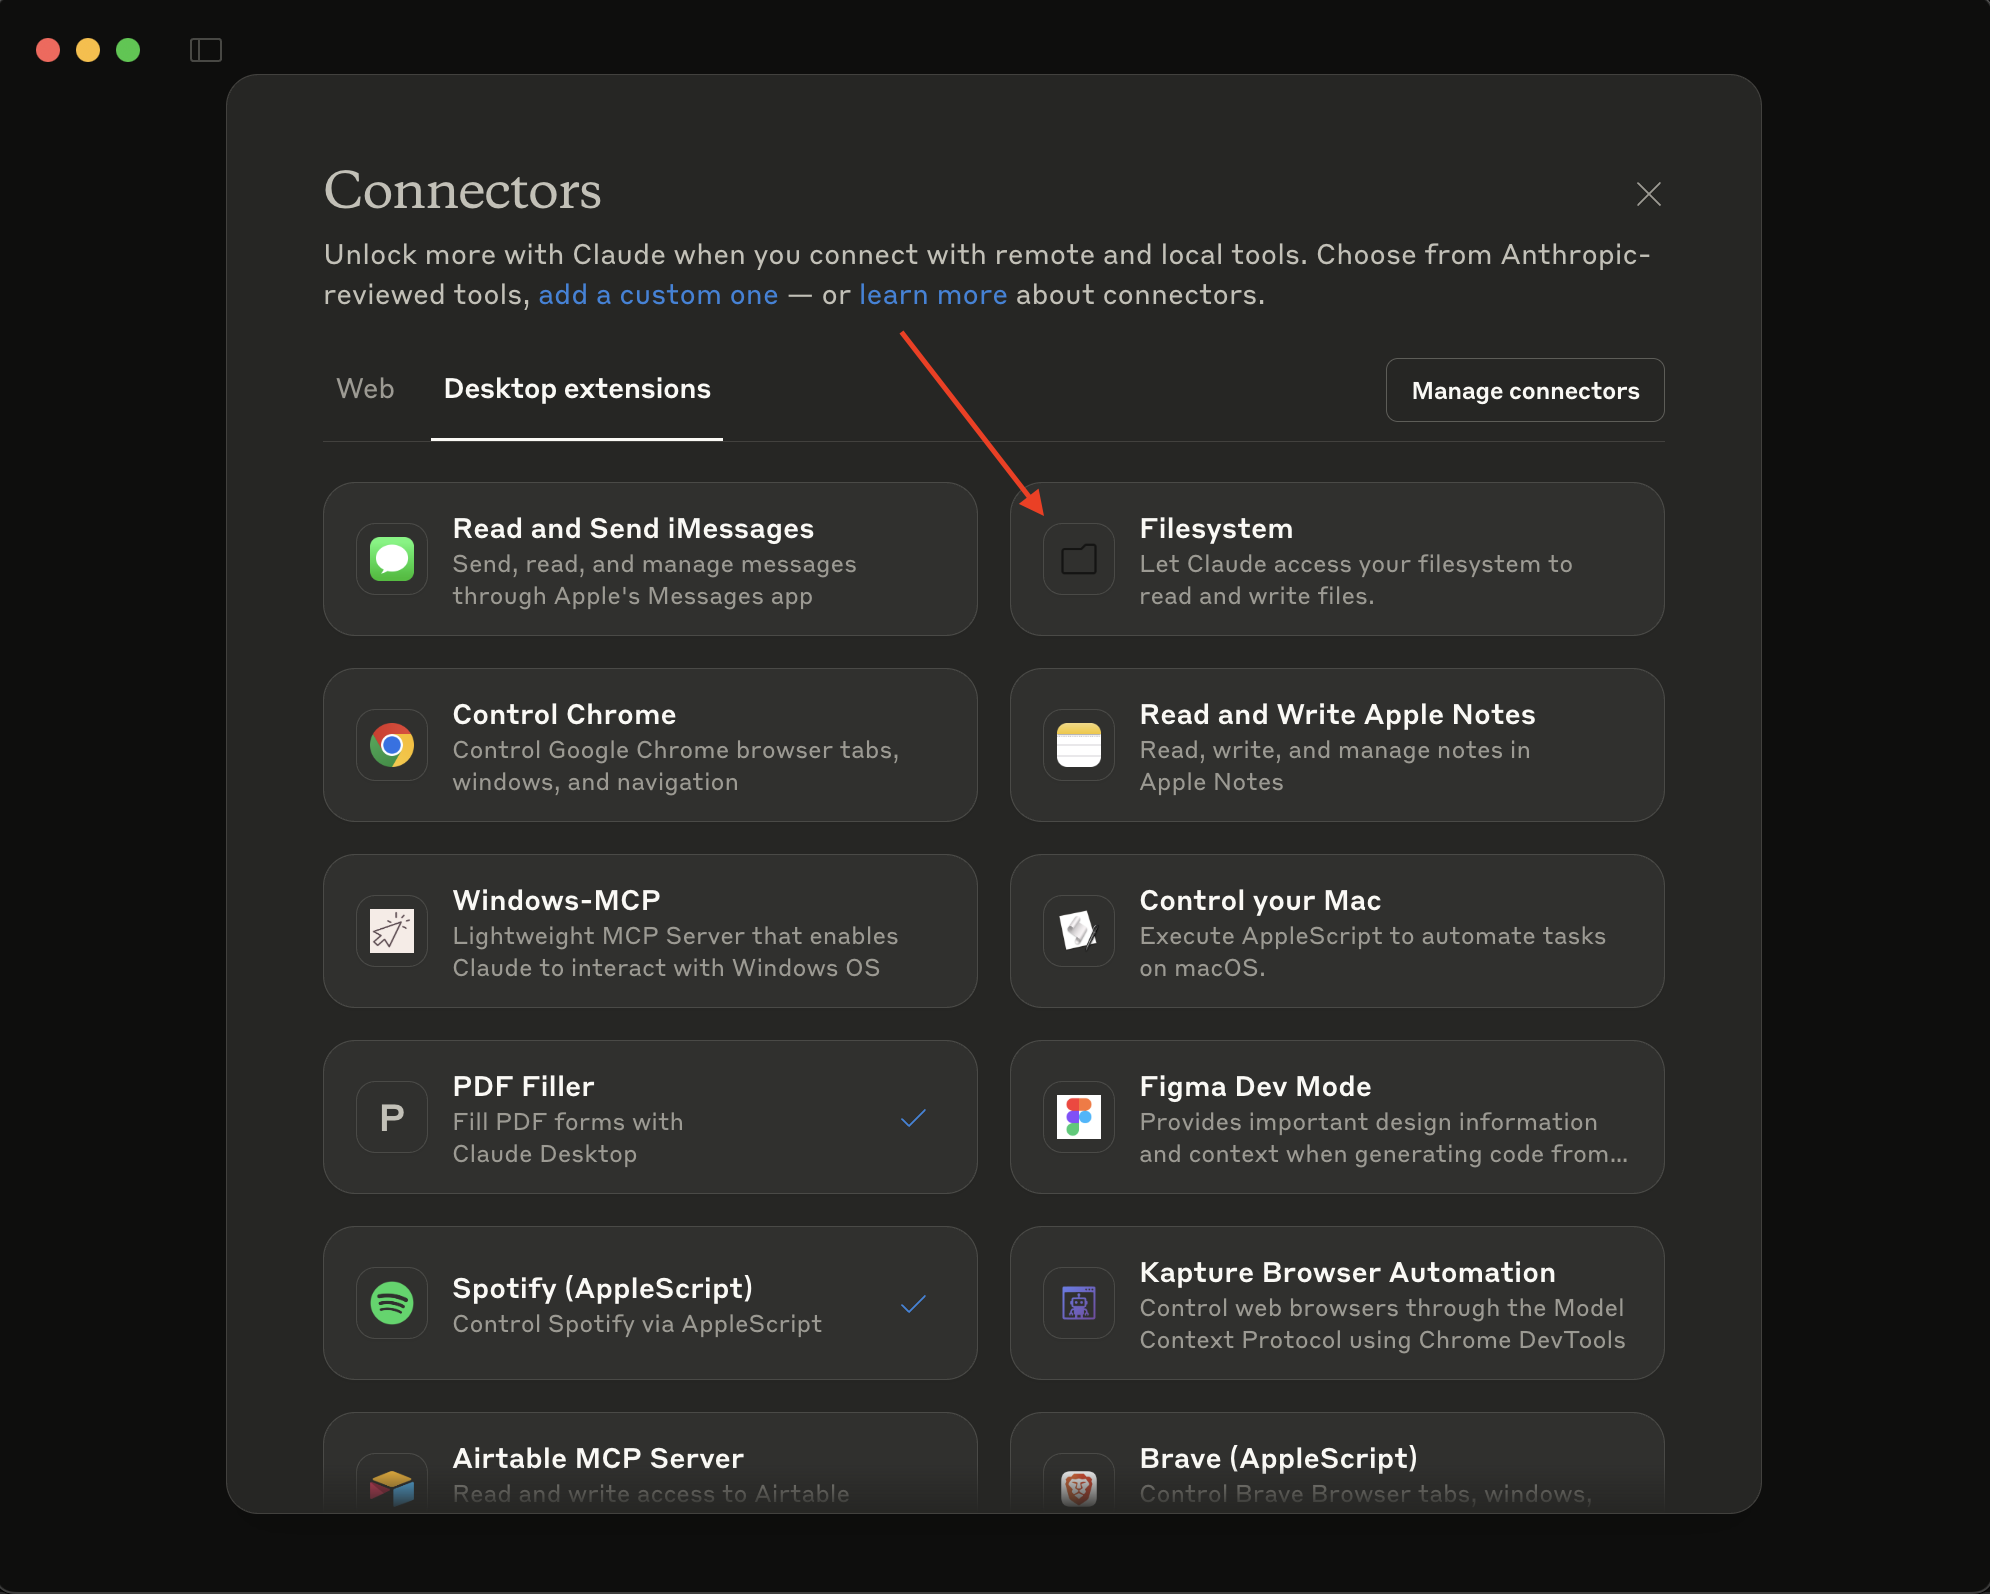 Connectors
Unlock more with Claude when you connect with remote and local tools. Choose from Anthropic-
reviewed tools, add a custom one — or learn more about connectors.
Web
Desktop extensions
Manage connectors
Read and Send iMessages
Send, read, and manage messages
through Apple's Messages app
Filesystem
Let Claude access your filesystem to
read and write files.
Control Chrome
Control Google Chrome browser tabs,
windows, and navigation
Read and Write Apple Notes
Read, write, and manage notes in
Apple Notes
Windows-MCP
Lightweight MCP Server that enables
Claude to interact with Windows OS
Control your Mac
Execute AppleScript to automate tasks
on macOS.
P
PDF Filler
Fill PDF forms with
Claude Desktop
Figma Dev Mode
Provides important design information
and context when generating code from...
Spotify (AppleScript)
Control Spotify via AppleScript
Kapture Browser Automation
Control web browsers through the Model
Context Protocol using Chrome DevTools
Airtable MCP Server
Read and write access to Airtable
Brave (AppleScript)
Control Brave Browser tabs, windows,